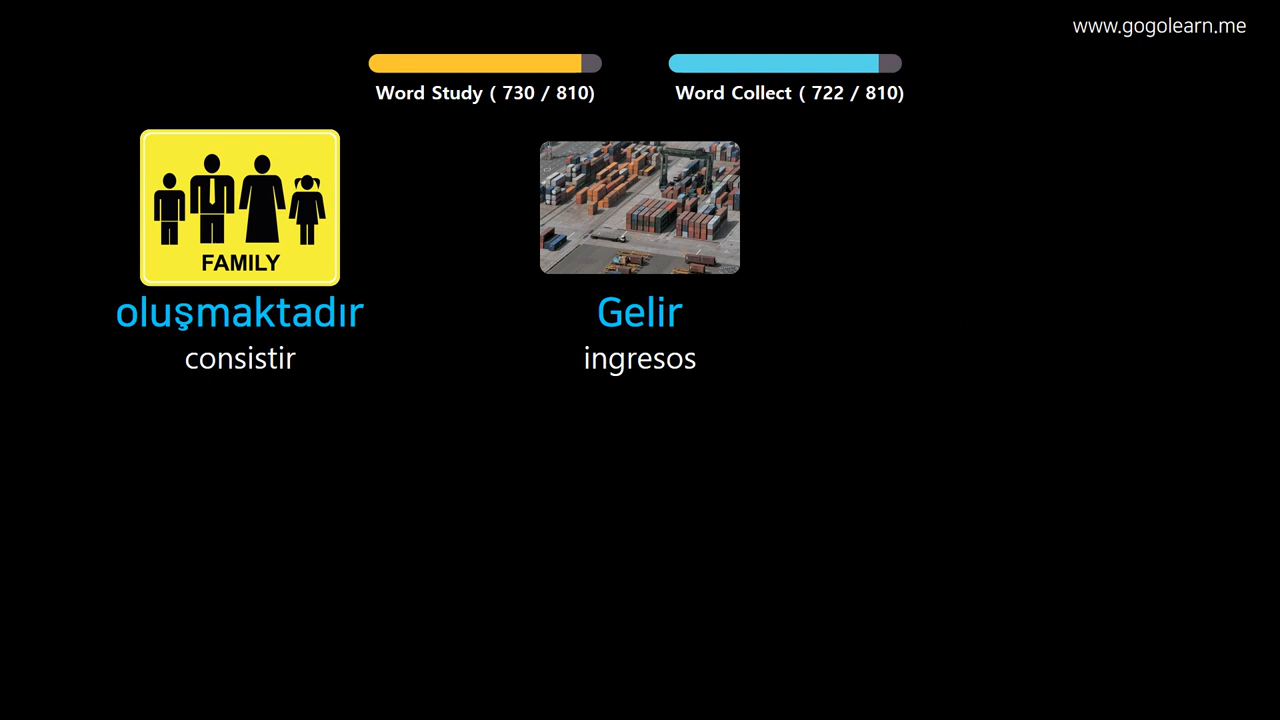 www.gogolearn.me
Word Study ( 730 / 810)
Word Collect ( 722 / 810)
FAMILY
oluşmaktadır
consistir
Gelir
ingresos